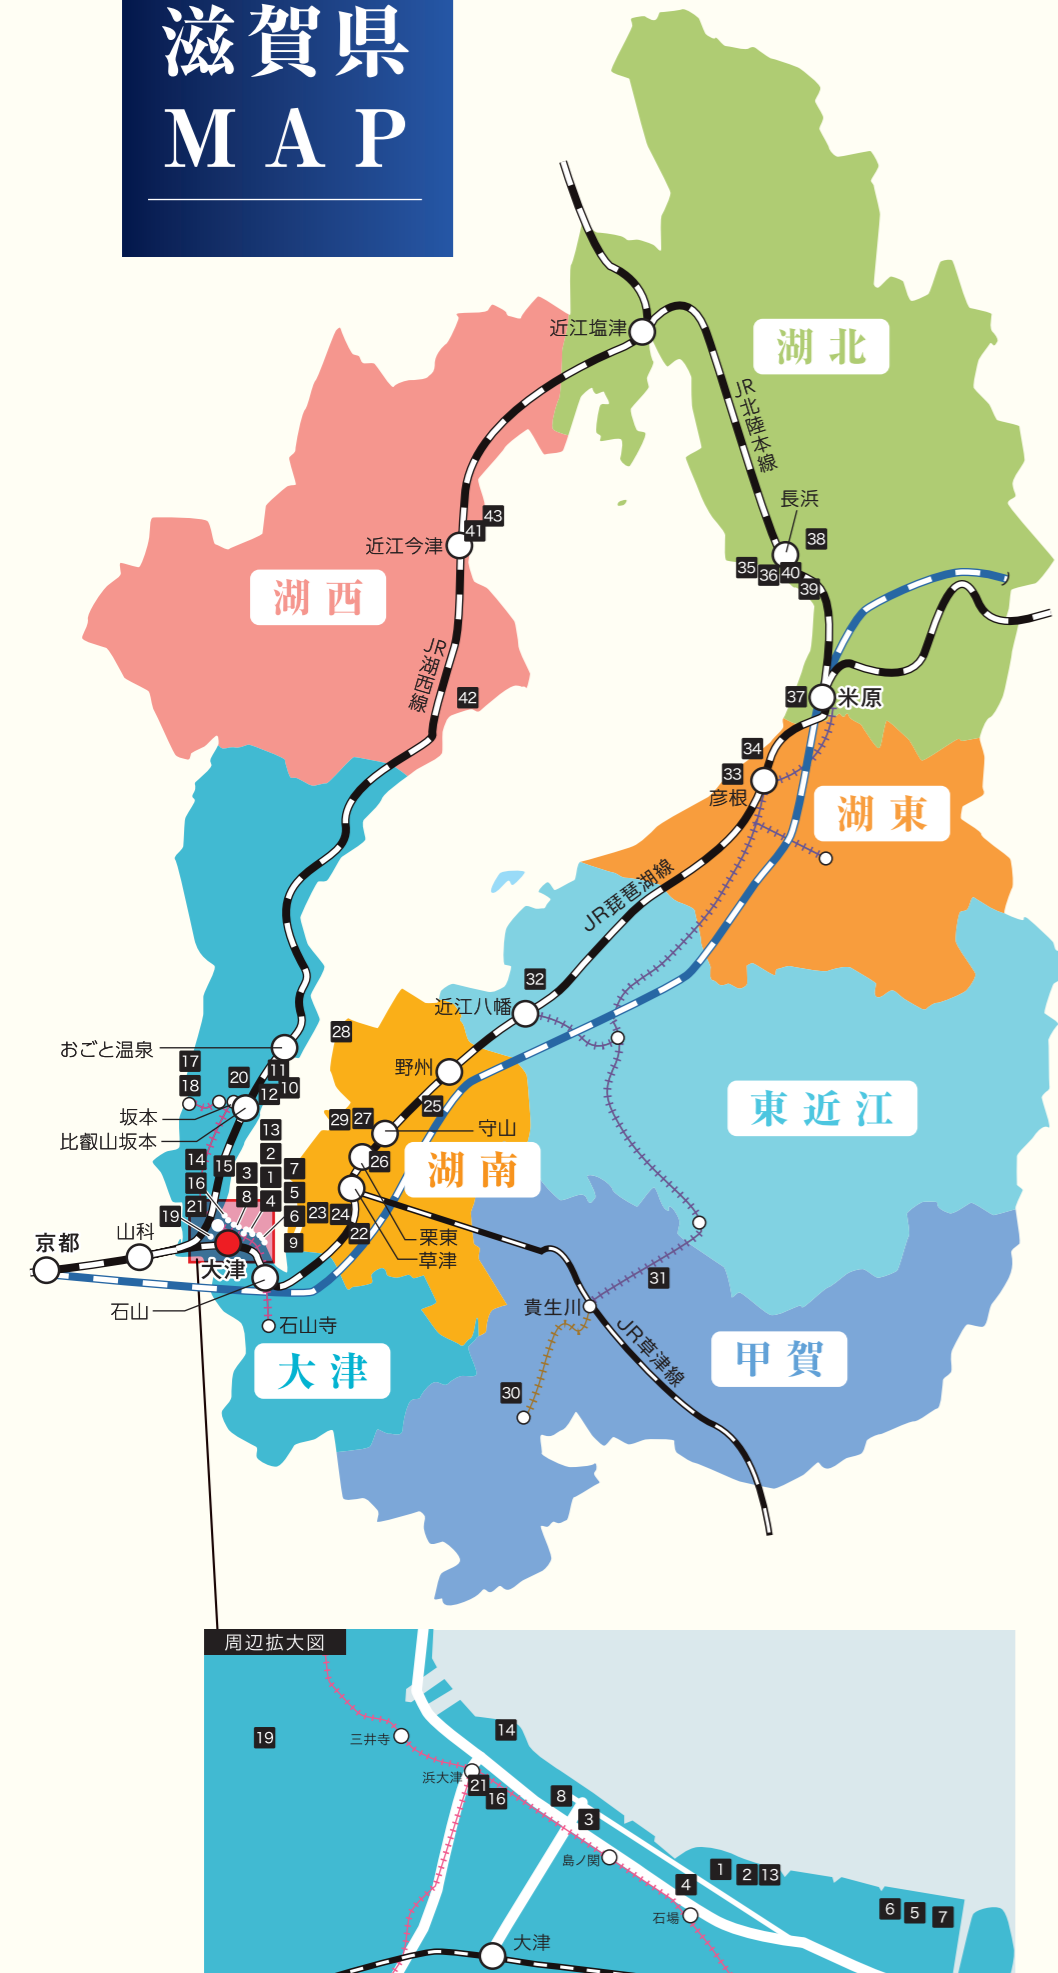 滋賀県
MAP
近江塩津
湖北
JR北陸本線
長浜
43
41
近江今津
38
35
36
40
39
湖西
JR湖西線
42
37
米原
34
33
彦根
湖東
JR琵琶湖線
32
近江八幡
28
おごと温泉
17
18
20
11
10
12
野州
25
坂本
比叡山坂本
29
27
守山
13
26
湖南
東近江
14
15
2
7
3
1
16
5
8
4
21
19
6
23
24
22
9
栗東
草津
山科
京都
大津
石山
石山寺
大津
31
貴生川
JR草津線
甲賀
30
周辺拡大図
19
三井寺
14
浜大津
21
16
8
3
島ノ関
1
2
13
4
石場
6
5
7
大津